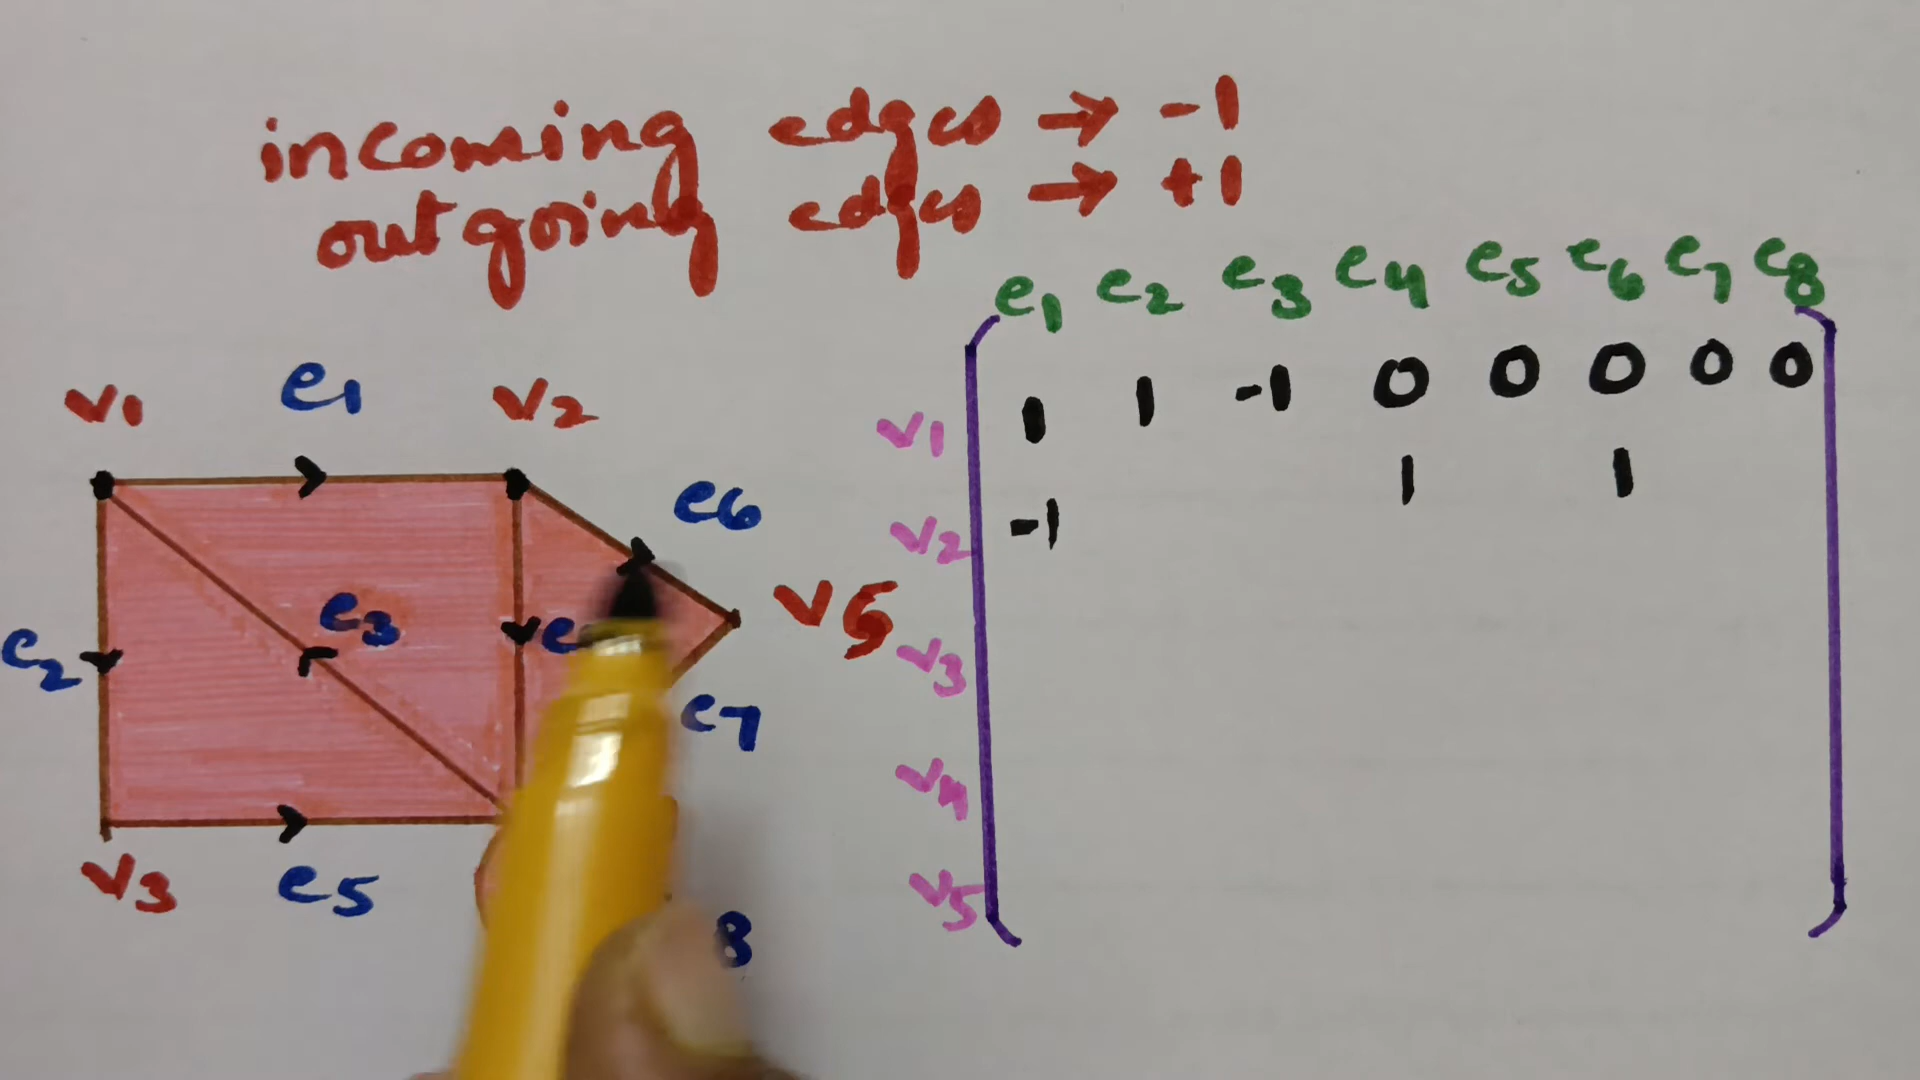 incoming edges → -1
outgoing edges → +1
e1 e2 e3 e4 e5 e6 e7 e8
v1 1 1 -1 0 0 0 0 0
v2 -1 1 1
v3
v4
v5
v1 e1 v2
e6
e3 v5
e2
e7
v3 e5
8